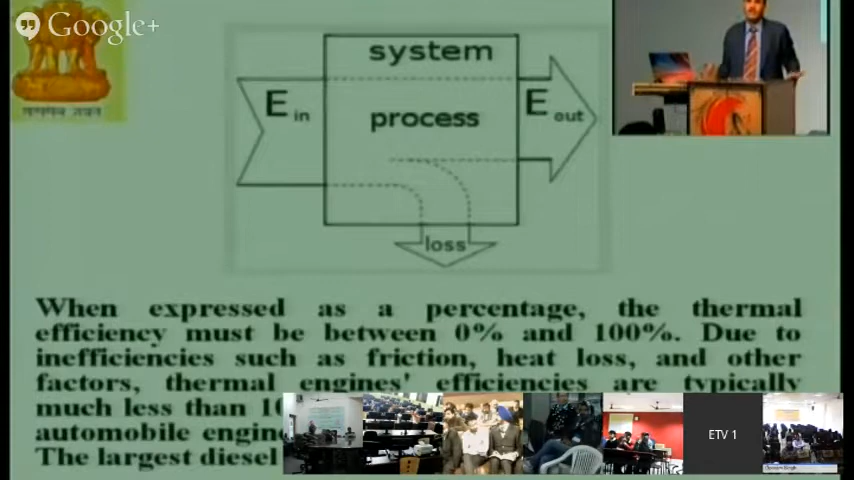 Google+
system
E in
process
E out
loss
When expressed as a percentage, the thermal
efficiency must be between 0% and 100%. Due to
inefficiencies such as friction, heat loss, and other
factors, thermal engines' efficiencies are typically
much less than
automobile
The largest diesel
ETV 1